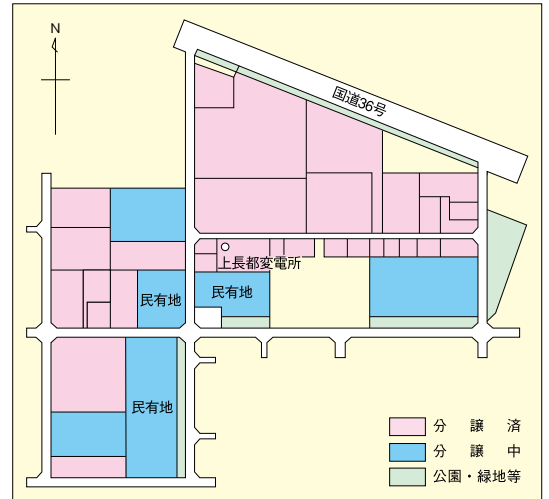 N
国道36号
上長都変電所
民有地
民有地
民有地
分譲済
分譲中
公園・緑地等